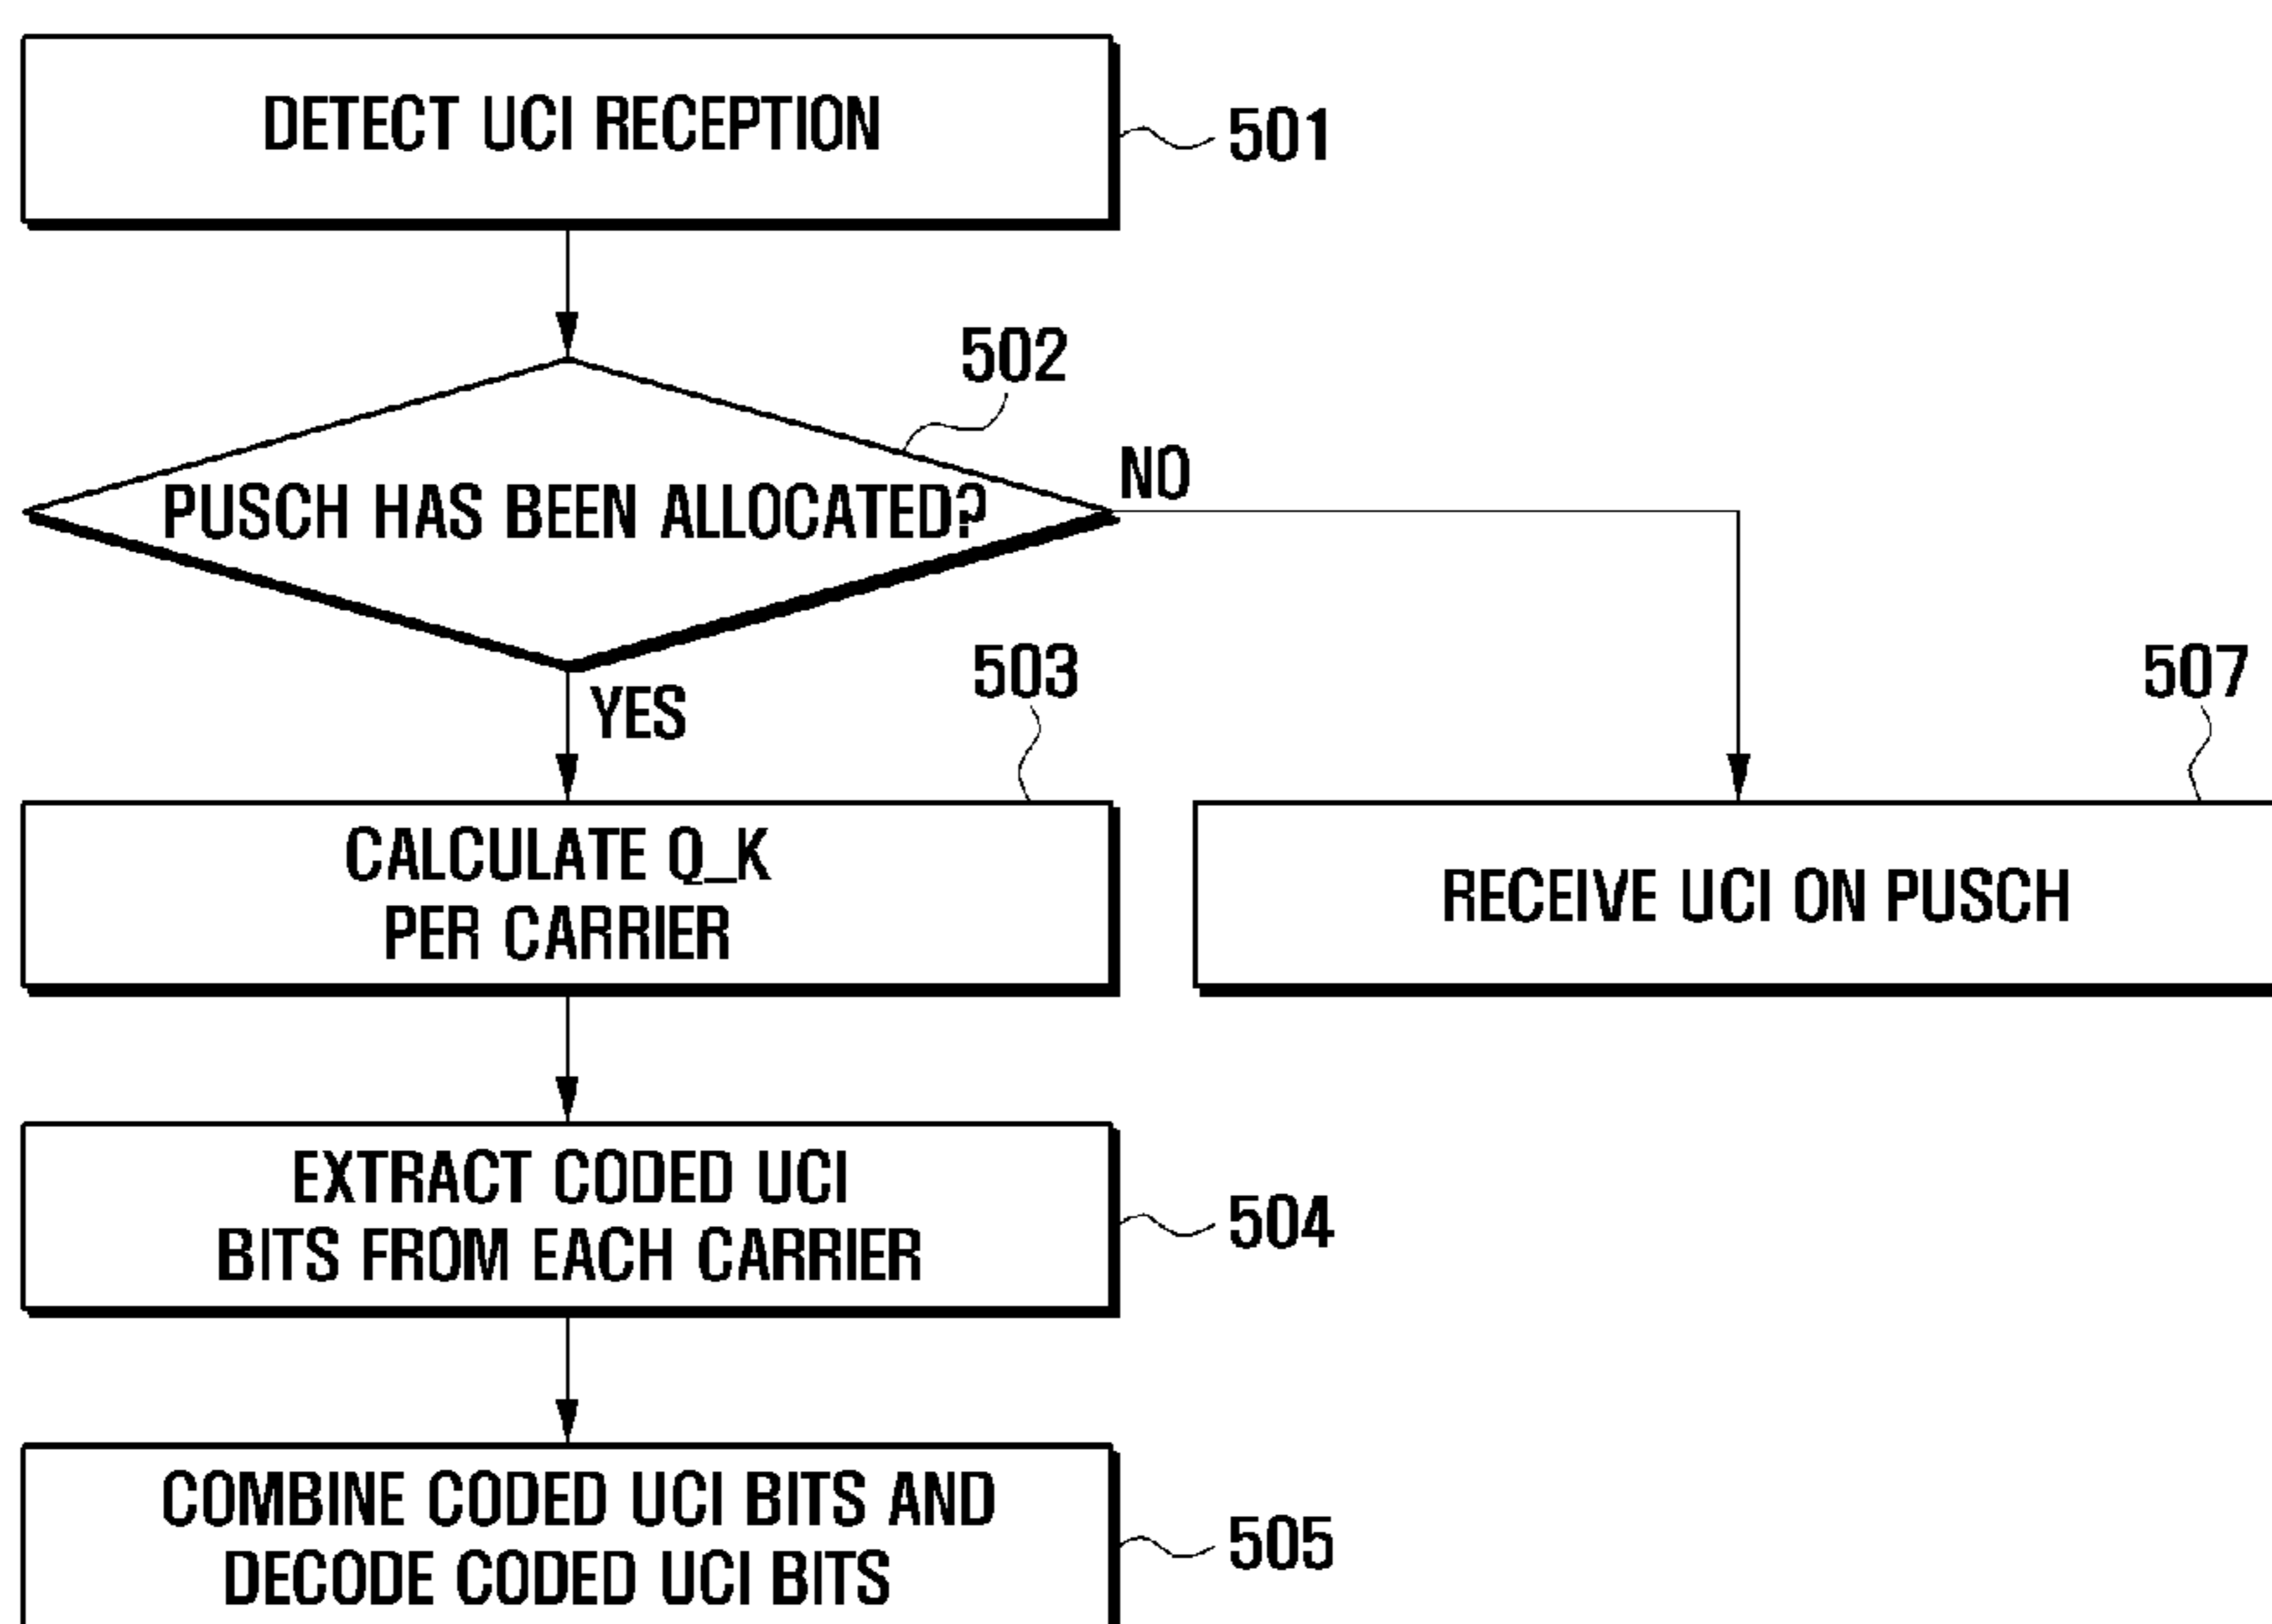 DETECT UCI RECEPTION
501
502
PUSCH HAS BEEN ALLOCATED?
NO
YES
503
507
CALCULATE Q_K
PER CARRIER
RECEIVE UCI ON PUSCH
EXTRACT CODED UCI
BITS FROM EACH CARRIER
504
COMBINE CODED UCI BITS AND
DECODE CODED UCI BITS
505